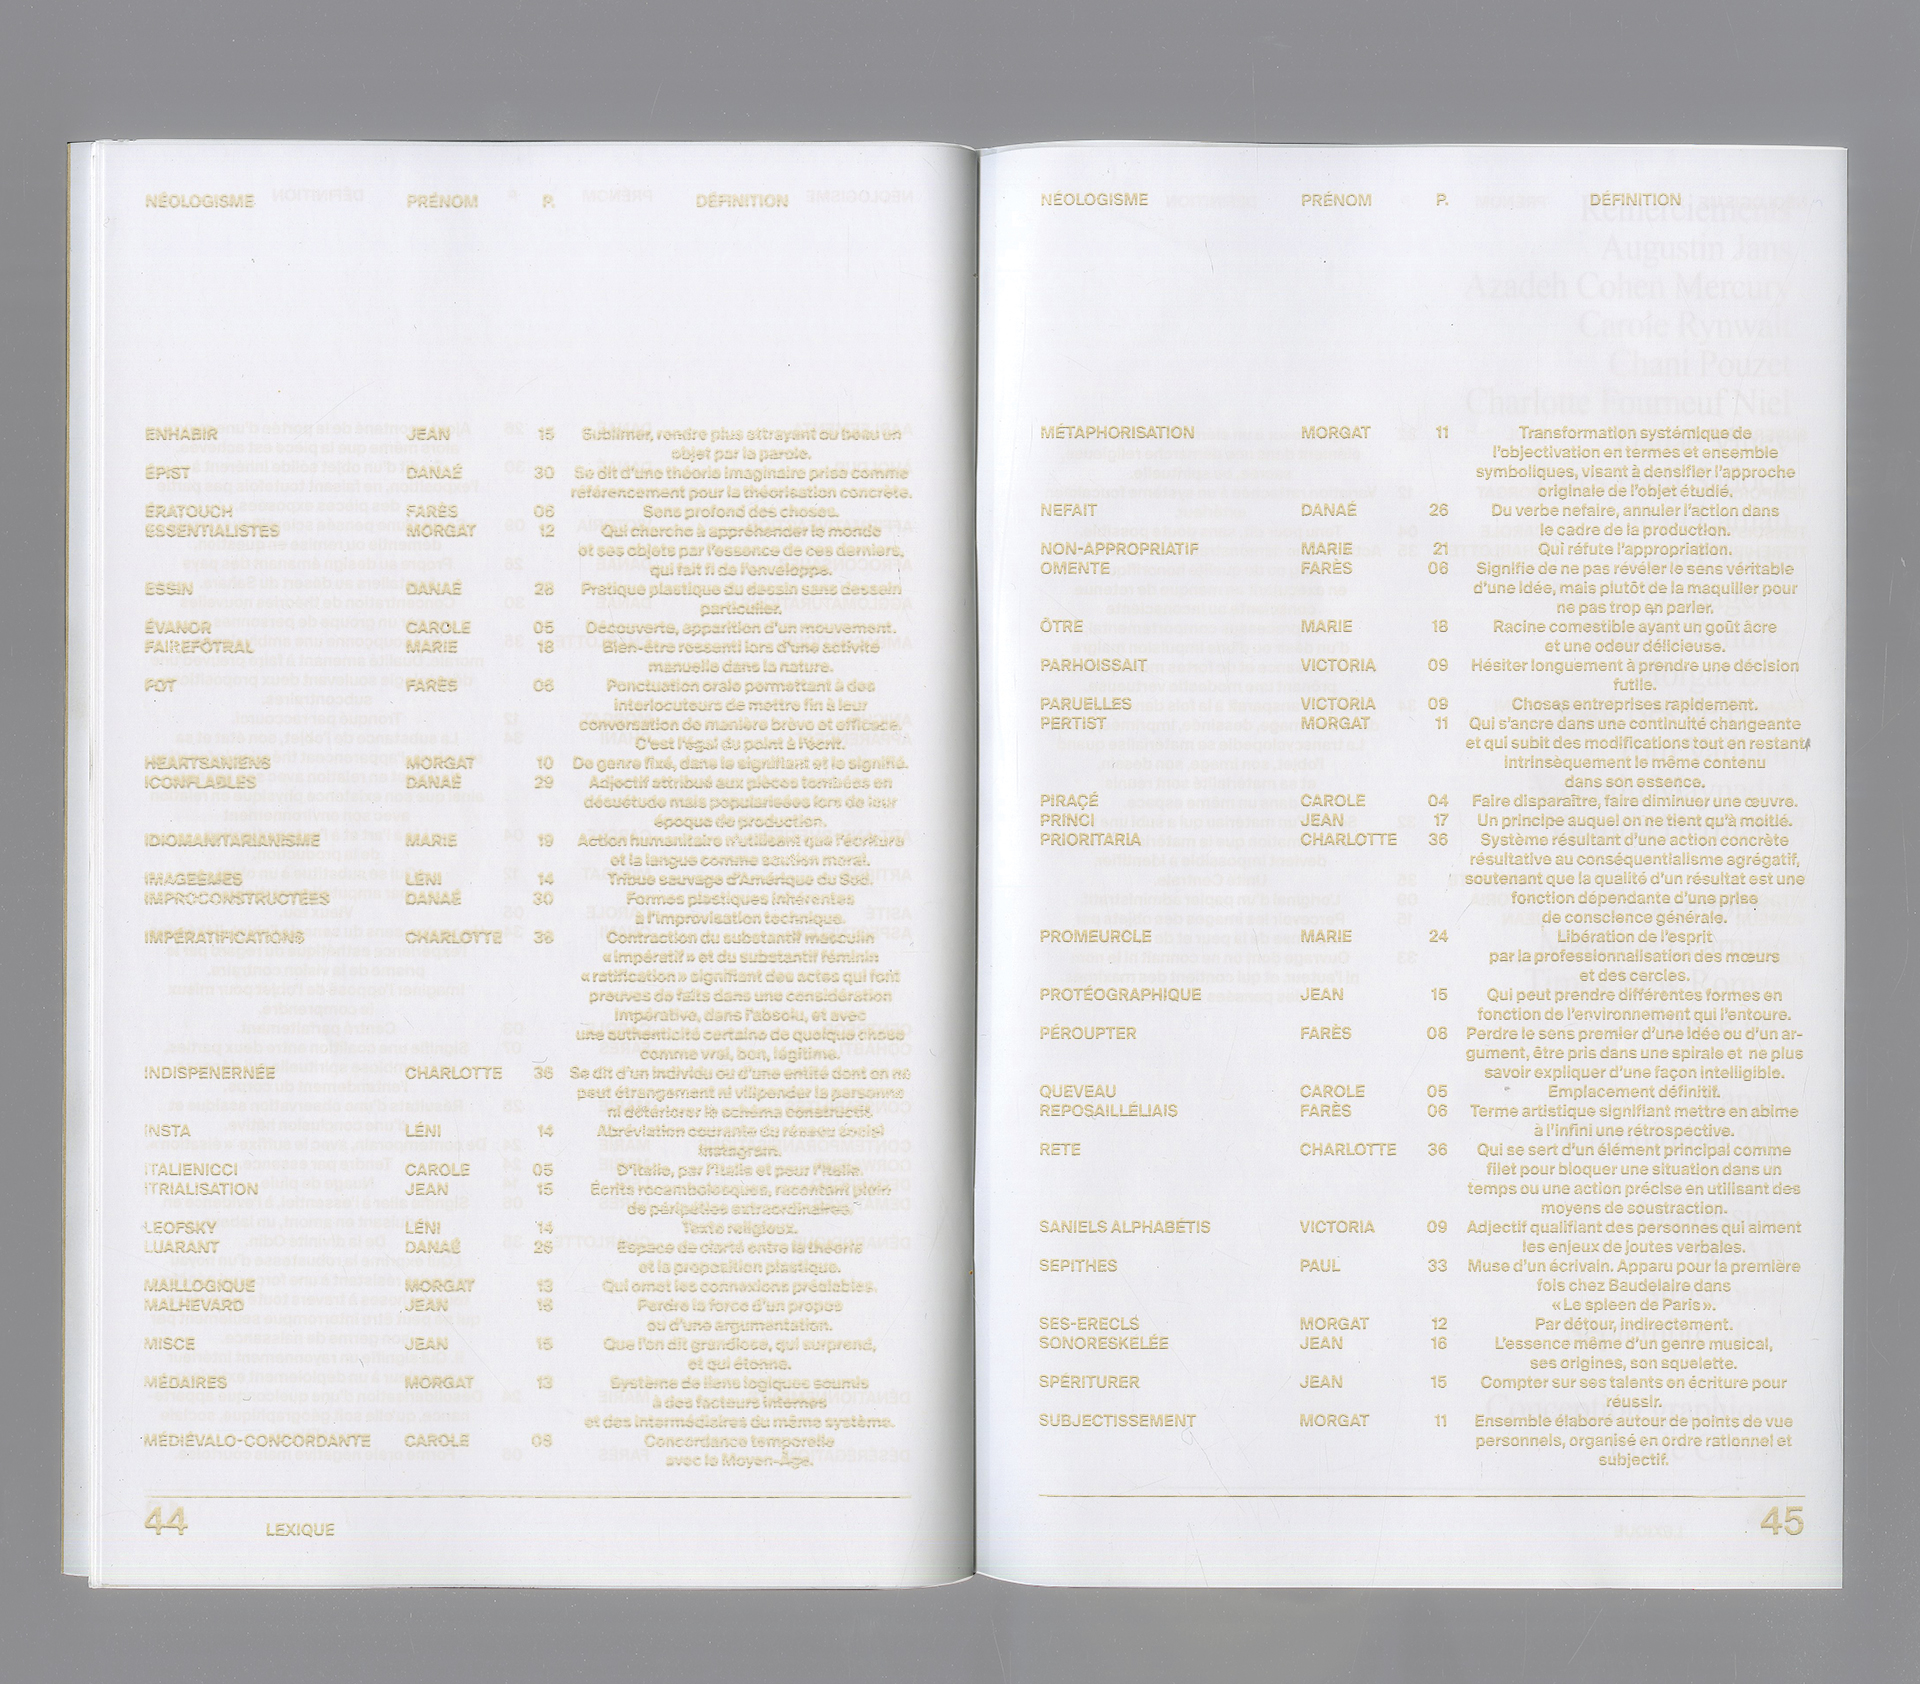 NÉOLOGISME PRÉNOM P. DÉFINITION
ENHABIR JEAN 15 Sublimer, rendre plus attrayant ou beau un
objet par la parole.
ÉPIST DANAÉ 30 Se dit d'une théorie imaginaire prise comme
référencement pour la théorisation concrète.
ÉRATOUCH FARÈS 06 Sens profond des choses.
ESSENTIALISTES MORGAT 12 Qui cherche à appréhender le monde
et ses objets par l'essence de ces derniers,
qui fait fi de l'enveloppe.
ESSIN DANAÉ 28 Pratique plastique du dessin sans dessein
particulier.
ÉVANOR CAROLE 05 Découverte, apparition d'un mouvement.
FAIREFÔTRAL MARIE 18 Bien-être ressenti lors d'une activité
manuelle dans la nature.
FOT FARÈS 06 Ponctuation orale permettant à des
interlocuteurs de mettre fin à leur
conversation de manière brève et efficace.
C'est l'égal du point à l'écrit.
HEARTSANIENS MORGAT 10 De genre fixé, dans le signifiant et le signifié.
ICONFLABLES DANAÉ 29 Adjectif attribué aux pièces tombées en
désuétude mais popularisées lors de leur
époque de production.
IDIOMANITARIANISME MARIE 19 Action humanitaire n'utilisant que l'écriture
et la langue comme caution moral.
IMAGÉÈMES LÉNI 14 Tribue sauvage d'Amérique du Sud.
IMPROCONSTRUCTÉES DANAÉ 30 Formes plastiques inhérentes
à l'improvisation technique.
IMPÉRATIFICATIONS CHARLOTTE 36 Contraction du substantif masculin
« impératif » et du substantif féminin
« ratification » signifiant des actes qui font
preuves de faits dans une considération
impérative, dans l'absolu, et avec
une authenticité certaine de quelque chose
comme vrai, bon, légitime.
INDISPENERNÉE CHARLOTTE 36 Se dit d'un individu ou d'une entité dont on ne
peut étrangement ni vilipender la personne
ni détériorer le schéma constructif.
INSTA LÉNI 14 Abréviation courante du réseau social
Instagram.
ITALIENICCI CAROLE 05 D'Italie, par l'Italie et pour l'Italie.
ITRIALISATION JEAN 15 Écrits rocambolesques, racontant plein
de péripéties extraordinaires.
LEOFSKY LÉNI 14 Texte religieux.
LUARANT DANAÉ 26 Espace de clarté entre la théorie
et la proposition plastique.
MAILLOGIQUE MORGAT 13 Qui omet les connexions préalables.
MALHEVARD JEAN 16 Perdre la force d'un propos
ou d'une argumentation.
MISCE JEAN 15 Que l'on dit grandiose, qui surprend,
et qui étonne.
MÉDAIRES MORGAT 13 Système de liens logiques soumis
à des facteurs internes
et des intermédiaires du même système.
MÉDIÉVALO-CONCORDANTE CAROLE 08 Concordance temporelle
avec le Moyen-Âge.
44 LEXIQUE
NÉOLOGISME PRÉNOM P. DÉFINITION
MÉTAPHORISATION MORGAT 11 Transformation systémique de
l'objectivation en termes et ensemble
symboliques, visant à densifier l'approche
originale de l'objet étudié.
NEFAIT DANAÉ 26 Du verbe nefaire, annuler l'action dans
le cadre de la production.
NON-APPROPRIATIF MARIE 21 Qui réfute l'appropriation.
OMENTE FARÈS 06 Signifie de ne pas révéler le sens véritable
d'une idée, mais plutôt de la maquiller pour
ne pas trop en parler.
ÔTRE MARIE 18 Racine comestible ayant un goût âcre
et une odeur délicieuse.
PARHOISSAIT VICTORIA 09 Hésiter longuement à prendre une décision
futile.
PARUELLES VICTORIA 09 Choses entreprises rapidement.
PERTIST MORGAT 11 Qui s'ancre dans une continuité changeante
et qui subit des modifications tout en restant
intrinsèquement le même contenu
dans son essence.
PIRAÇÉ CAROLE 04 Faire disparaître, faire diminuer une œuvre.
PRINCI JEAN 17 Un principe auquel on ne tient qu'à moitié.
PRIORITARIA CHARLOTTE 36 Système résultant d'une action concrète
résultative au conséquentialisme agrégatif,
soutenant que la qualité d'un résultat est une
fonction dépendante d'une prise
de conscience générale.
PROMEURCLE MARIE 24 Libération de l'esprit
par la professionnalisation des mœurs
et des cercles.
PROTÉOGRAPHIQUE JEAN 15 Qui peut prendre différentes formes en
fonction de l'environnement qui l'entoure.
PÉROUPTER FARÈS 08 Perdre le sens premier d'une idée ou d'un ar-
gument, être pris dans une spirale et ne plus
savoir expliquer d'une façon intelligible.
QUEVEAU CAROLE 05 Emplacement définitif.
REPOSAILLÉLIAIS FARÈS 06 Terme artistique signifiant mettre en abîme
à l'infini une rétrospective.
RETE CHARLOTTE 36 Qui se sert d'un élément principal comme
filet pour bloquer une situation dans un
temps ou une action précise en utilisant des
moyens de soustraction.
SANIELS ALPHABÉTIS VICTORIA 09 Adjectif qualifiant des personnes qui aiment
les enjeux de joutes verbales.
SEPITHES PAUL 33 Muse d'un écrivain. Apparu pour la première
fois chez Baudelaire dans
« Le spleen de Paris ».
SES-ERECLS MORGAT 12 Par détour, indirectement.
SONORESKELÉE JEAN 16 L'essence même d'un genre musical,
ses origines, son squelette.
SPÉRITURER JEAN 15 Compter sur ses talents en écriture pour
réussir.
SUBJECTISSEMENT MORGAT 11 Ensemble élaboré autour de points de vue
personnels, organisé en ordre rationnel et
subjectif.
45